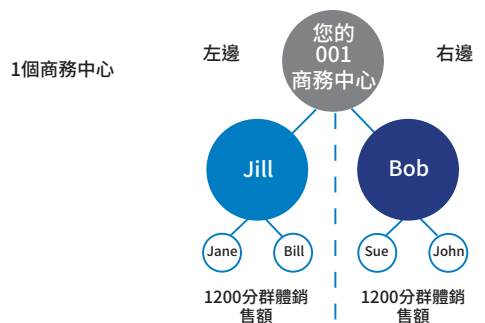 您的
001
商務中心
左邊
右邊
1個商務中心
Jill
Bob
Jane
Bill
Sue
John
1200分群體銷
售額
1200分群體銷
售額